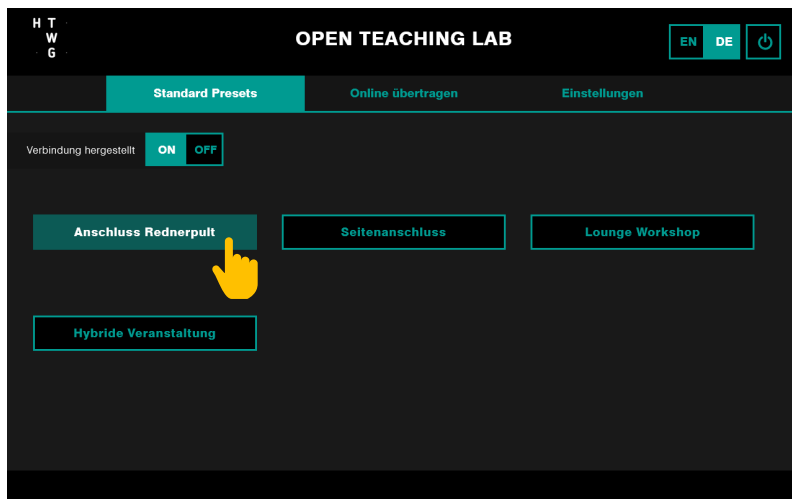 H T
W
G
OPEN TEACHING LAB
EN DE
Standard Presets Online übertragen Einstellungen
Verbindung hergestellt ON OFF
Anschluss Rednerpult Seitenanschluss Lounge Workshop
Hybride Veranstaltung